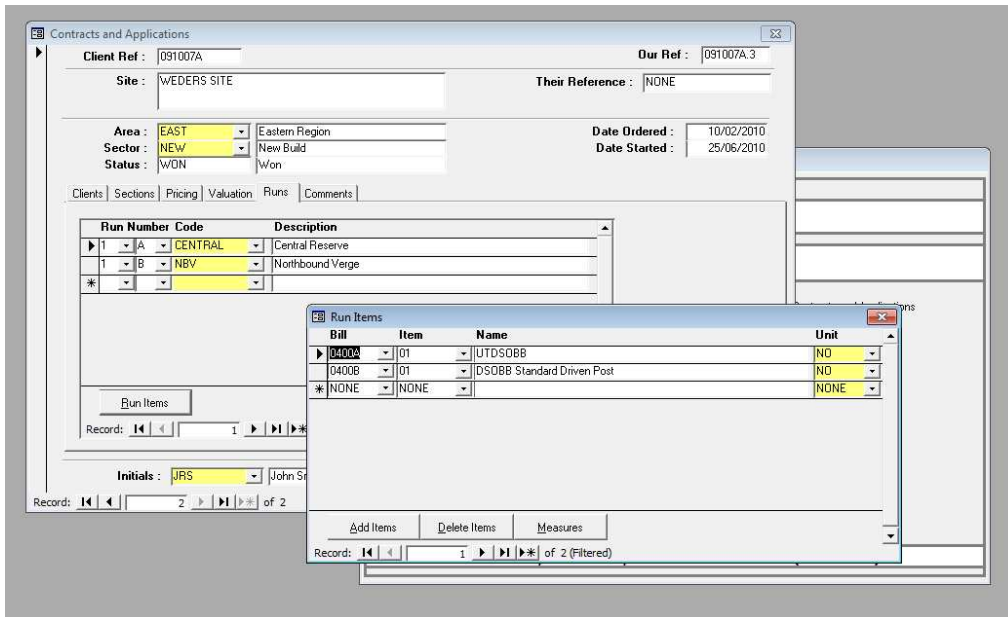 Contracts and Applications
Client Ref : 091007A Our Ref : 091007A.3
Site : WEDERS SITE Their Reference : NONE
Area : EAST Eastern Region Date Ordered : 10/02/2010
Sector : NEW New Build Date Started : 25/06/2010
Status : WON Won
Clients Sections Pricing Valuation Runs Comments
Run Number Code Description
1 A CENTRAL Central Reserve
1 B NBV Northbound Verge
Run Items
Record: 1
Initials : JRS John
Record: 2 of 2
Run Items
Bill Item Name Unit
0400A 01 UTDSOBB NO
0400B 01 DSOBB Standard Driven Post NO
NONE NONE NONE
Add Items Delete Items Measures
Record: 1 of 2 (Filtered)